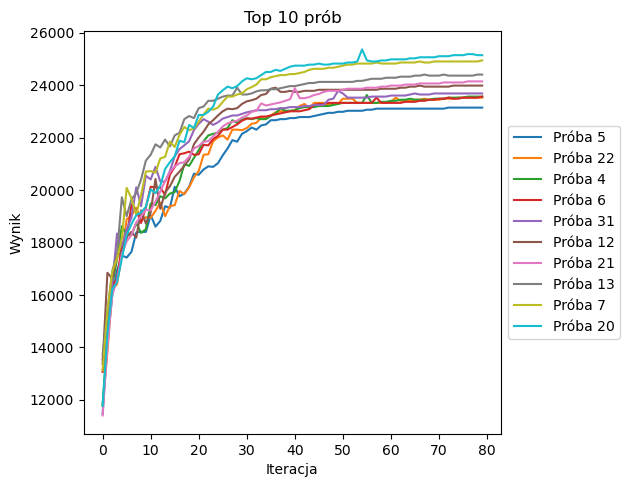 Top 10 prób
Wynik
26000
24000
22000
20000
18000
16000
14000
12000
0 10 20 30 40 50 60 70 80
Iteracja
Próba 5
Próba 22
Próba 4
Próba 6
Próba 31
Próba 12
Próba 21
Próba 13
Próba 7
Próba 20